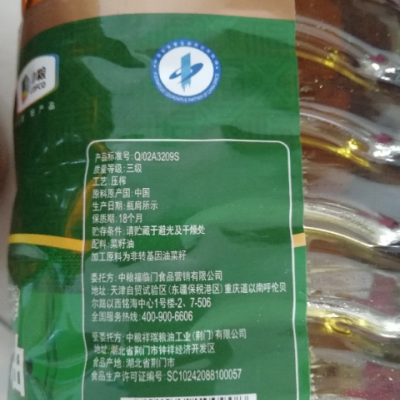 中粮
COFCO
产品
产品标准号: Q/02A3209S
质量等级: 三级
工艺: 压榨
原料原产国: 中国
生产日期: 瓶肩所示
保质期: 18个月
贮存条件: 请贮藏于避光及干燥处
配料: 菜籽油
加工原料为非转基因油菜籽
委托方: 中粮福临门食品营销有限公司
地址: 天津自贸试验区(东疆保税港区)重庆道以南呼伦贝
尔路以西铭海中心1号楼-2、7-506
全国服务热线: 400-900-6606
受委托方: 中粮祥瑞粮油工业(荆门)有限公司
地址: 湖北省荆门市钟祥经济开发区
产地: 湖北省荆门市
食品生产许可证编号: SC10242088100057